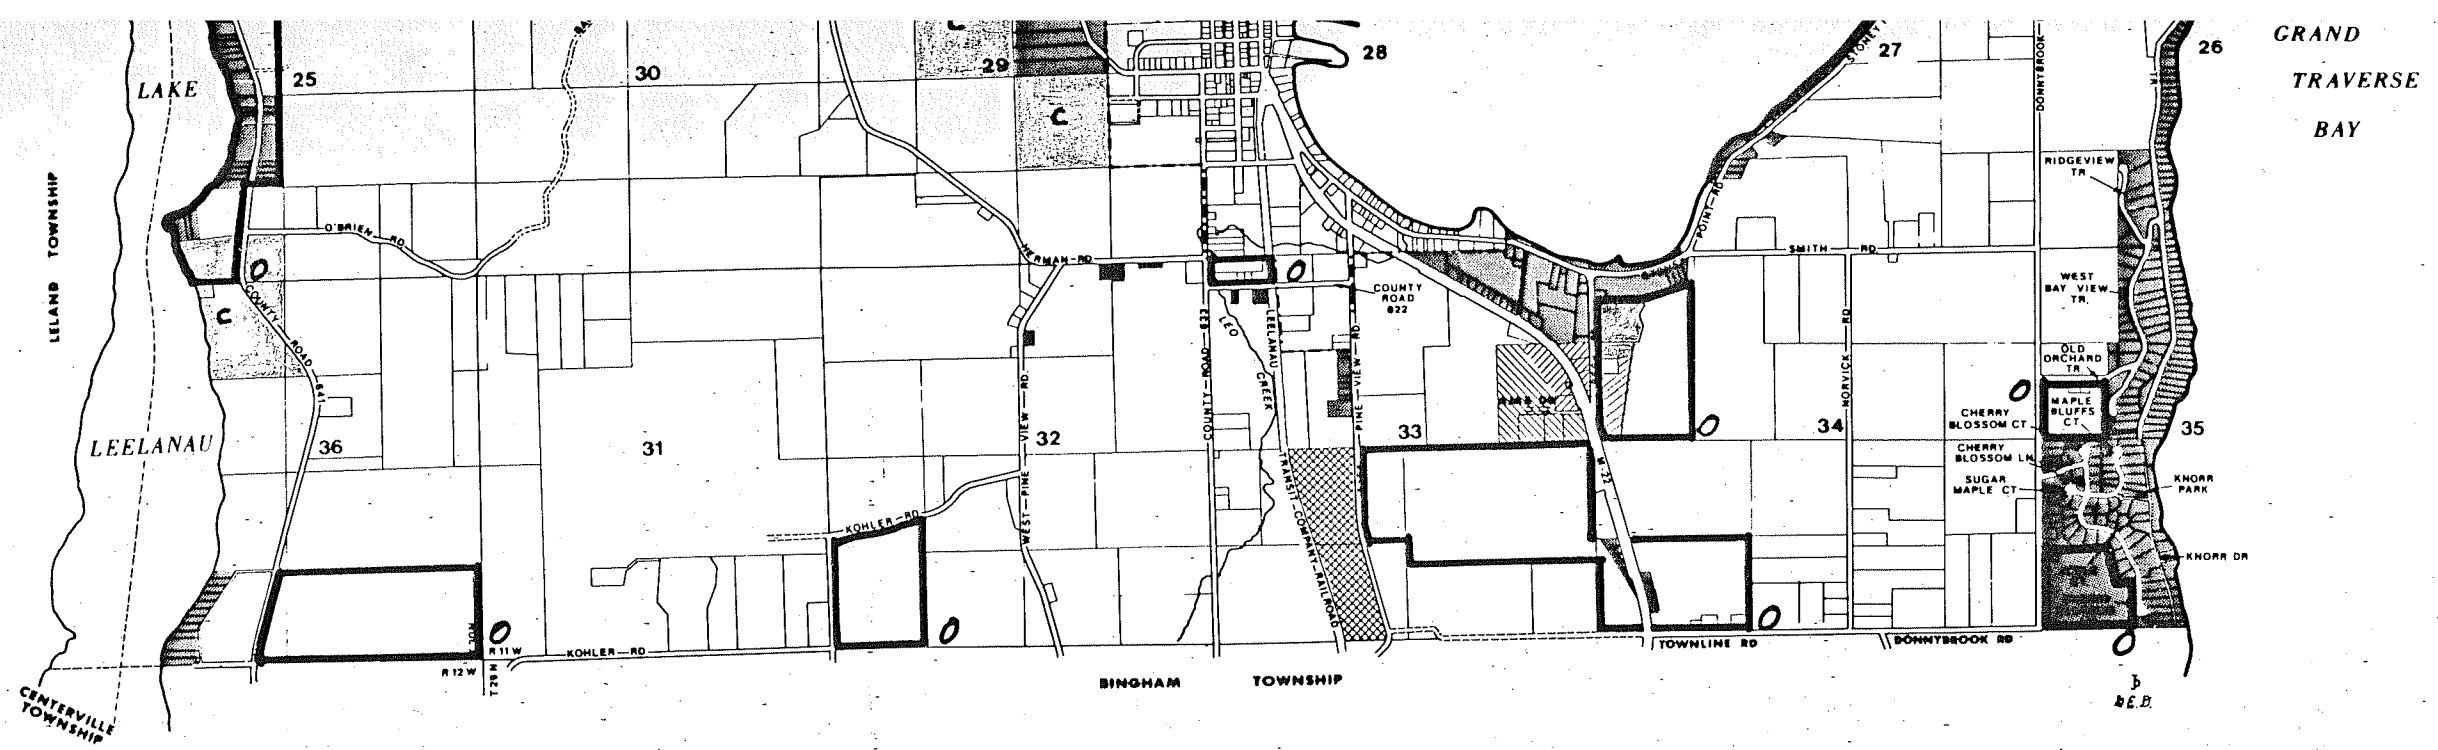 GRAND
TRAVERSE
BAY
LAKE
LEELANAU
LELAND TOWNSHIP
CENTERVILLE
TOWNSHIP
BINGHAM TOWNSHIP
25
30
29
28
27
26
36
31
32
33
34
35
C
C
C
O
O
O
O
O
O
O
O
O'BRIEN RD
COUNTY ROAD 641
HERMAN-RD
WEST-PINE VIEW-RD
KOHLER-RD
KOHLER-RD
R 11 W
R 12 W
T 29 N
COUNTY-ROAD 633
LEO
CREEK
LEELANAU
TRANSIT-COMPANY-RAILROAD
PINE-VIEW-RD
COUNTY
ROAD
622
M-22
STONEY
POINT-RD
SMITH RD
NORVICK RD
DONNYBROOK
RIDGEVIEW
TR
WEST
BAY VIEW
TR.
OLD
ORCHARD
TR
MAPLE
BLUFFS
CT
CHERRY
BLOSSOM CT
CHERRY
BLOSSOM LN
SUGAR
MAPLE CT
KNORR
PARK
KNORR DR
TOWNLINE RD
DONNYBROOK RD